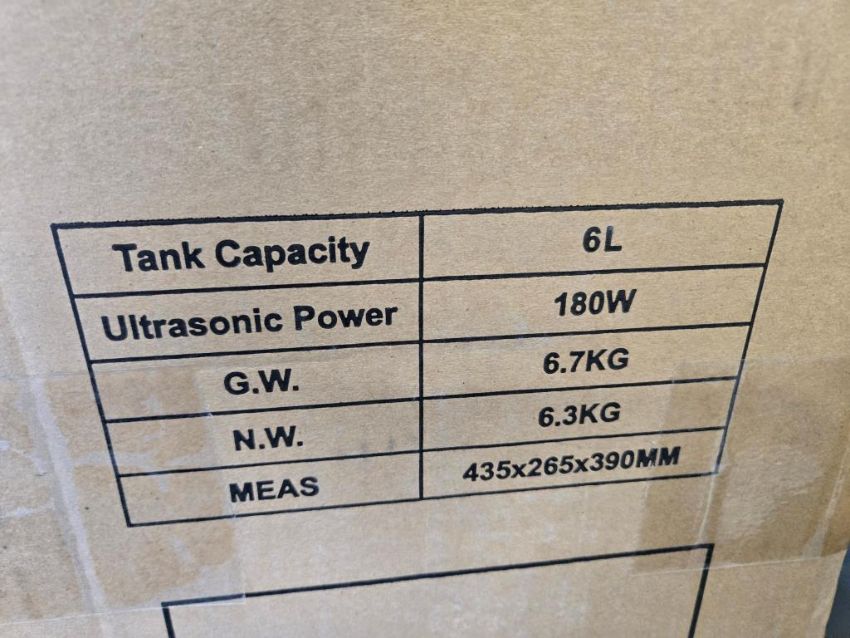 Tank Capacity 6L
Ultrasonic Power 180W
G.W. 6.7KG
N.W. 6.3KG
MEAS 435x265x390MM